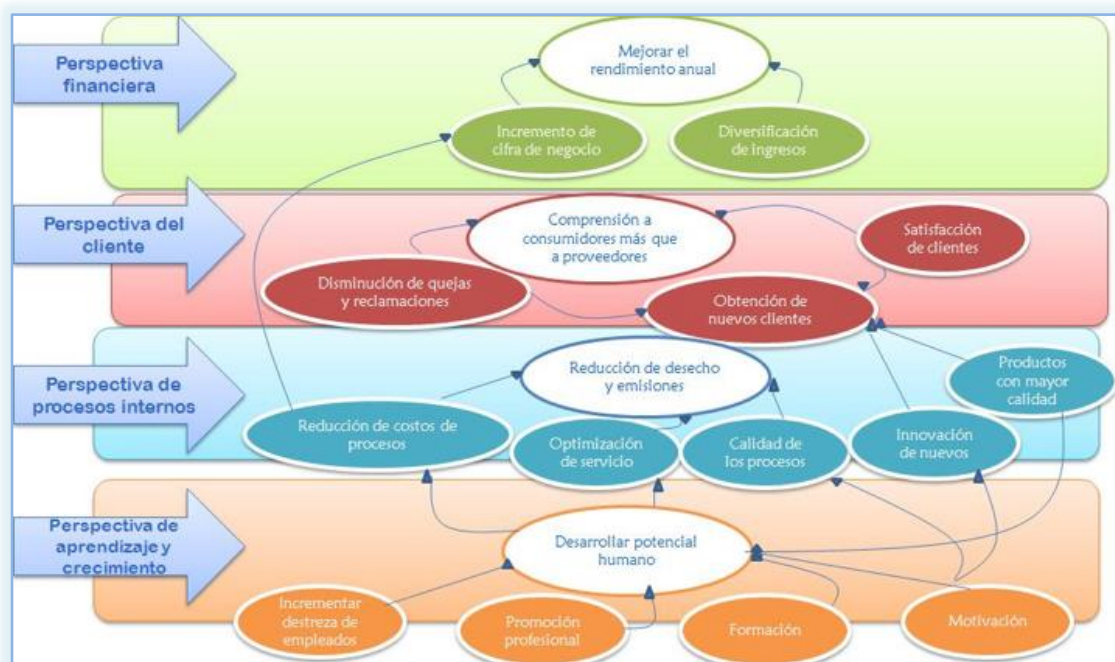 Perspectiva
financiera
Mejorar el
rendimiento anual
Incremento de
cifra de negocio
Diversificación
de ingresos
Perspectiva del
cliente
Comprensión a
consumidores más que
a proveedores
Satisfacción
de clientes
Disminución de quejas
y reclamaciones
Obtención de
nuevos clientes
Perspectiva de
procesos internos
Reducción de desecho
y emisiones
Productos
con mayor
calidad
Reducción de costos de
procesos
Optimización
de servicio
Calidad de
los procesos
Innovación
de nuevos
Perspectiva de
aprendizaje y
crecimiento
Desarrollar potencial
humano
Incrementar
destreza de
empleados
Promoción
profesional
Formación
Motivación